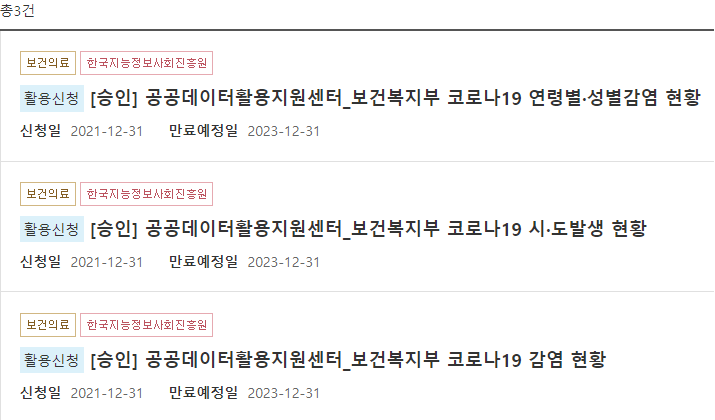 총3건
보건의료 한국지능정보사회진흥원
활용신청 [승인] 공공데이터활용지원센터_보건복지부 코로나19 연령별·성별감염 현황
신청일 2021-12-31 만료예정일 2023-12-31
보건의료 한국지능정보사회진흥원
활용신청 [승인] 공공데이터활용지원센터_보건복지부 코로나19 시·도발생 현황
신청일 2021-12-31 만료예정일 2023-12-31
보건의료 한국지능정보사회진흥원
활용신청 [승인] 공공데이터활용지원센터_보건복지부 코로나19 감염 현황
신청일 2021-12-31 만료예정일 2023-12-31